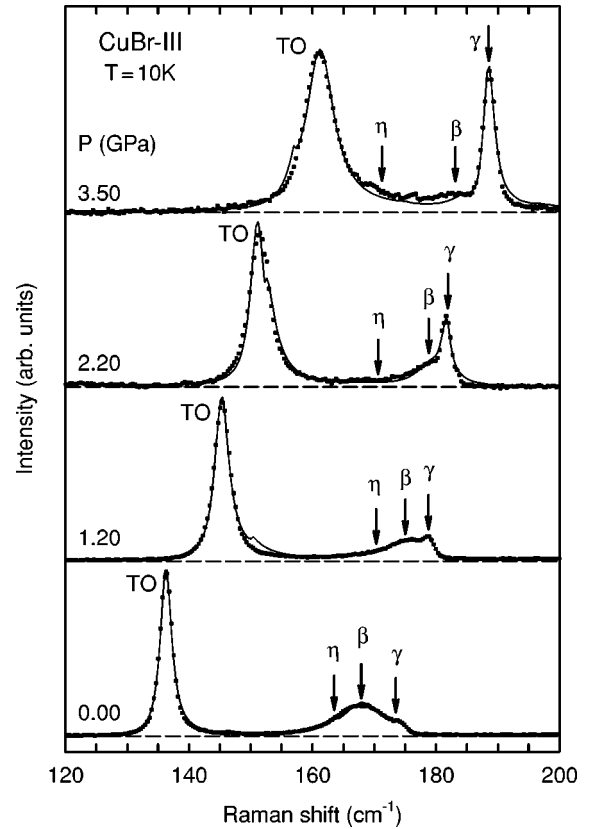 CuBr-III
T = 10K
P (GPa)
TO
γ
η
β
3.50
TO
γ
β
η
2.20
TO
γ
β
η
1.20
TO
β
η
γ
0.00
120
140
160
180
200
Raman shift (cm⁻¹)
Intensity (arb. units)